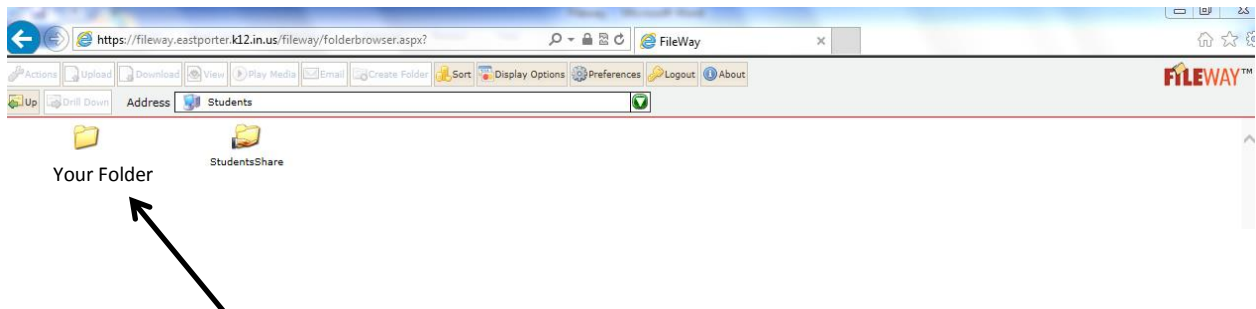 https://fileway.eastporter.k12.in.us/fileway/folderbrowser.aspx?
FileWay
Actions Upload Download View Play Media Email Create Folder Sort Display Options Preferences Logout About
FILEWAY™
Up Drill Down Address Students
Your Folder
StudentsShare